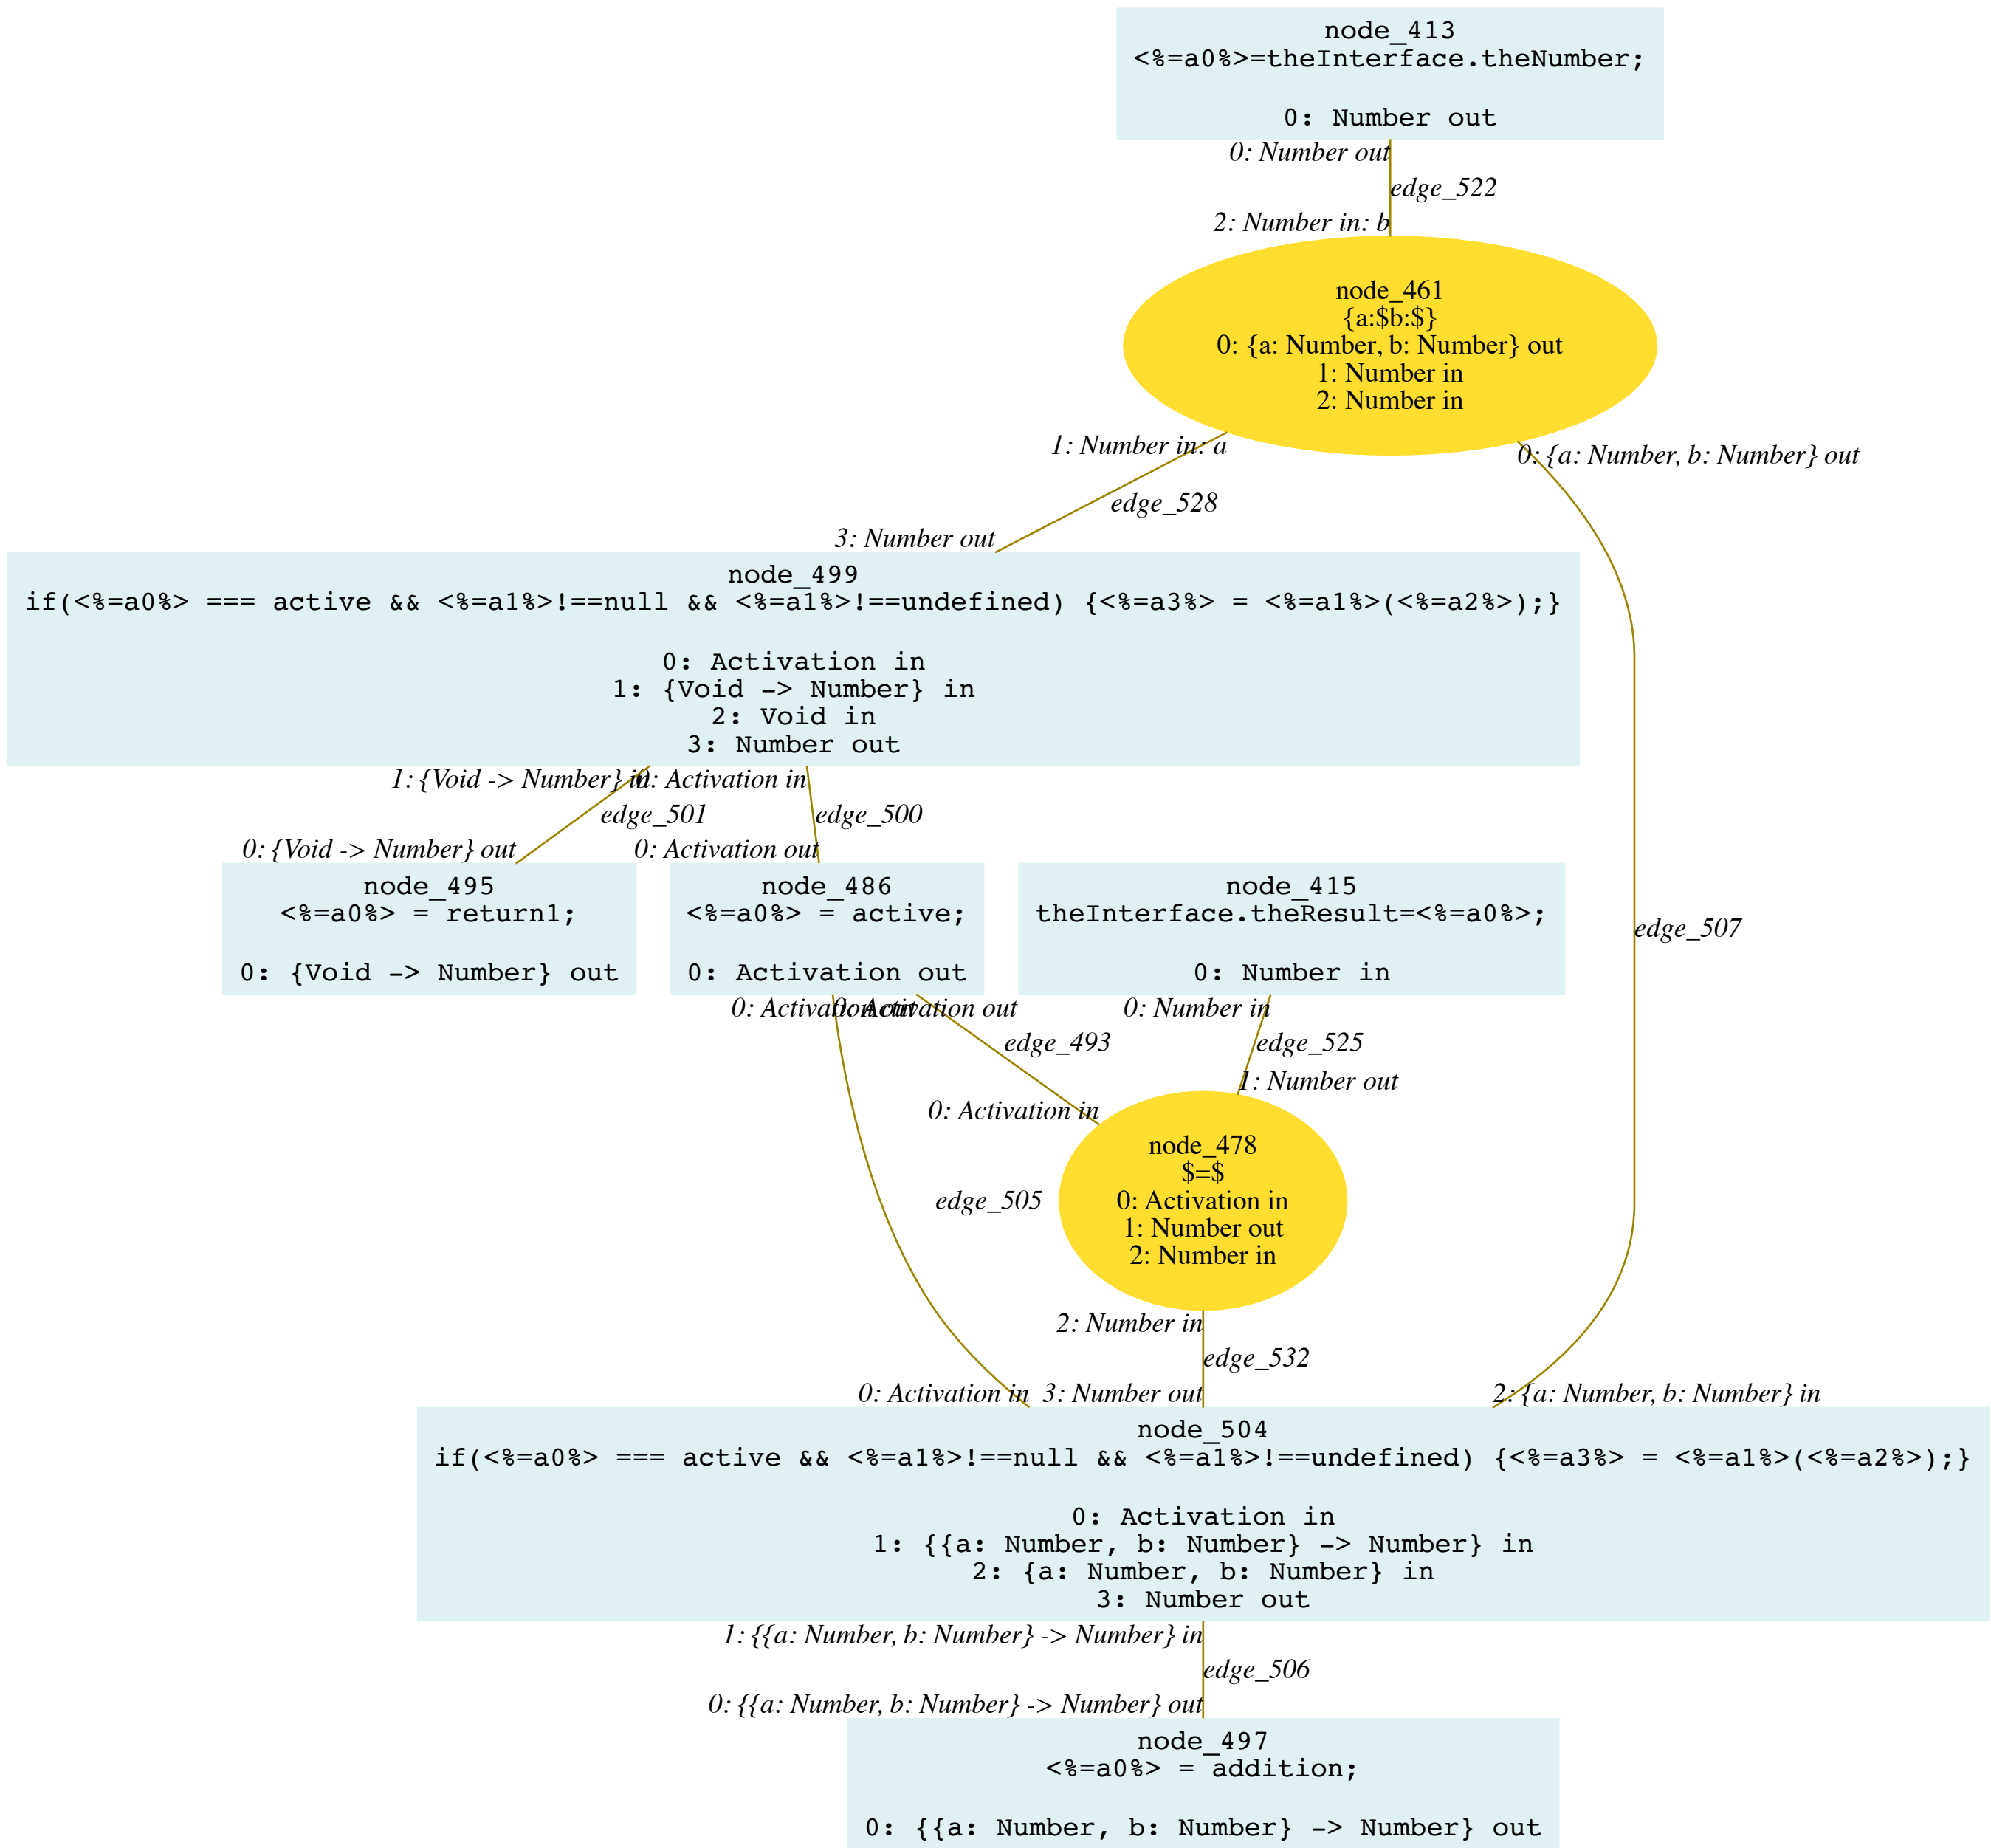 node_413
<%=a0%>=theInterface.theNumber;
0: Number out
0: Number out
edge_522
2: Number in: b
node_461
{a:$b:$}
0: {a: Number, b: Number} out
1: Number in
2: Number in
1: Number in: a
0: {a: Number, b: Number} out
edge_528
3: Number out
node_499
if(<%=a0%> === active && <%=a1%>!==null && <%=a1%>!==undefined) {<%=a3%> = <%=a1%>(<%=a2%>);}
0: Activation in
1: {Void -> Number} in
2: Void in
3: Number out
1: {Void -> Number} in
0: Activation in
edge_501
edge_500
0: {Void -> Number} out
0: Activation out
node_495
<%=a0%> = return1;
0: {Void -> Number} out
node_486
<%=a0%> = active;
0: Activation out
node_415
theInterface.theResult=<%=a0%>;
0: Number in
edge_507
0: Activation out
0: Activation out
0: Number in
edge_493
edge_525
1: Number out
0: Activation in
node_478
$=$
0: Activation in
1: Number out
2: Number in
edge_505
2: Number in
edge_532
0: Activation in
3: Number out
2: {a: Number, b: Number} in
node_504
if(<%=a0%> === active && <%=a1%>!==null && <%=a1%>!==undefined) {<%=a3%> = <%=a1%>(<%=a2%>);}
0: Activation in
1: {{a: Number, b: Number} -> Number} in
2: {a: Number, b: Number} in
3: Number out
1: {{a: Number, b: Number} -> Number} in
edge_506
0: {{a: Number, b: Number} -> Number} out
node_497
<%=a0%> = addition;
0: {{a: Number, b: Number} -> Number} out